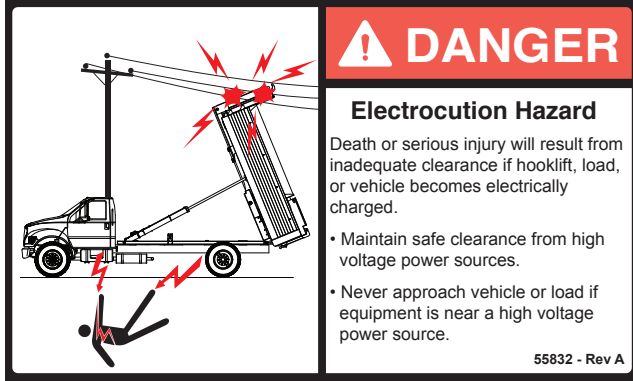 DANGER
Electrocution Hazard
Death or serious injury will result from
inadequate clearance if hooklift, load,
or vehicle becomes electrically
charged.
• Maintain safe clearance from high
voltage power sources.
• Never approach vehicle or load if
equipment is near a high voltage
power source.
55832 - Rev A